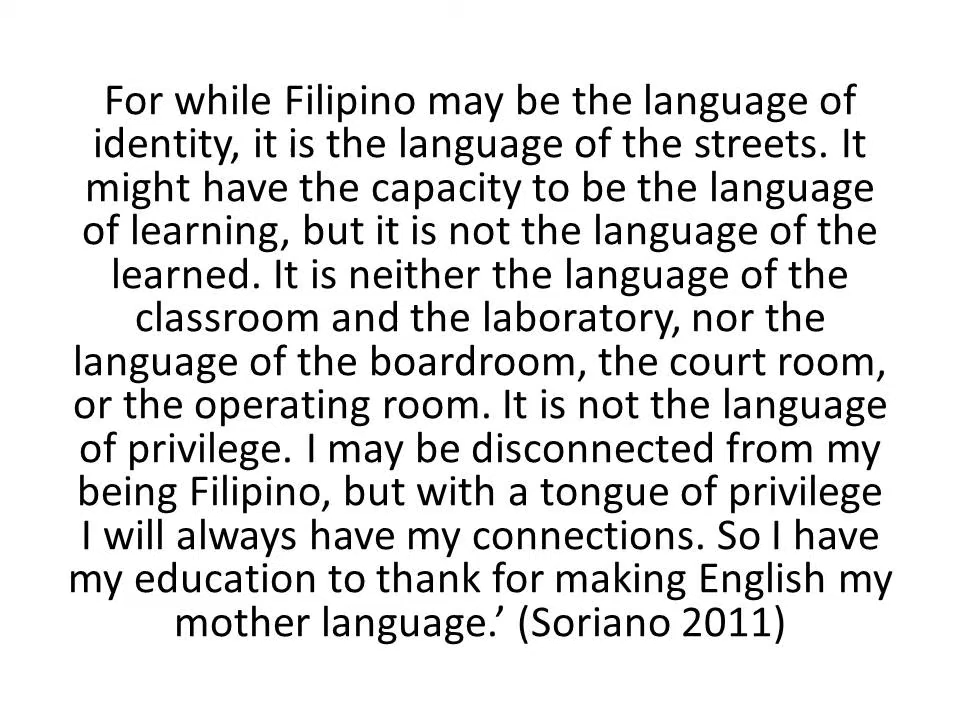 For while Filipino may be the language of
identity, it is the language of the streets. It
might have the capacity to be the language
of learning, but it is not the language of the
learned. It is neither the language of the
classroom and the laboratory, nor the
language of the boardroom, the court room,
or the operating room. It is not the language
of privilege. I may be disconnected from my
being Filipino, but with a tongue of privilege
I will always have my connections. So I have
my education to thank for making English my
mother language.’ (Soriano 2011)